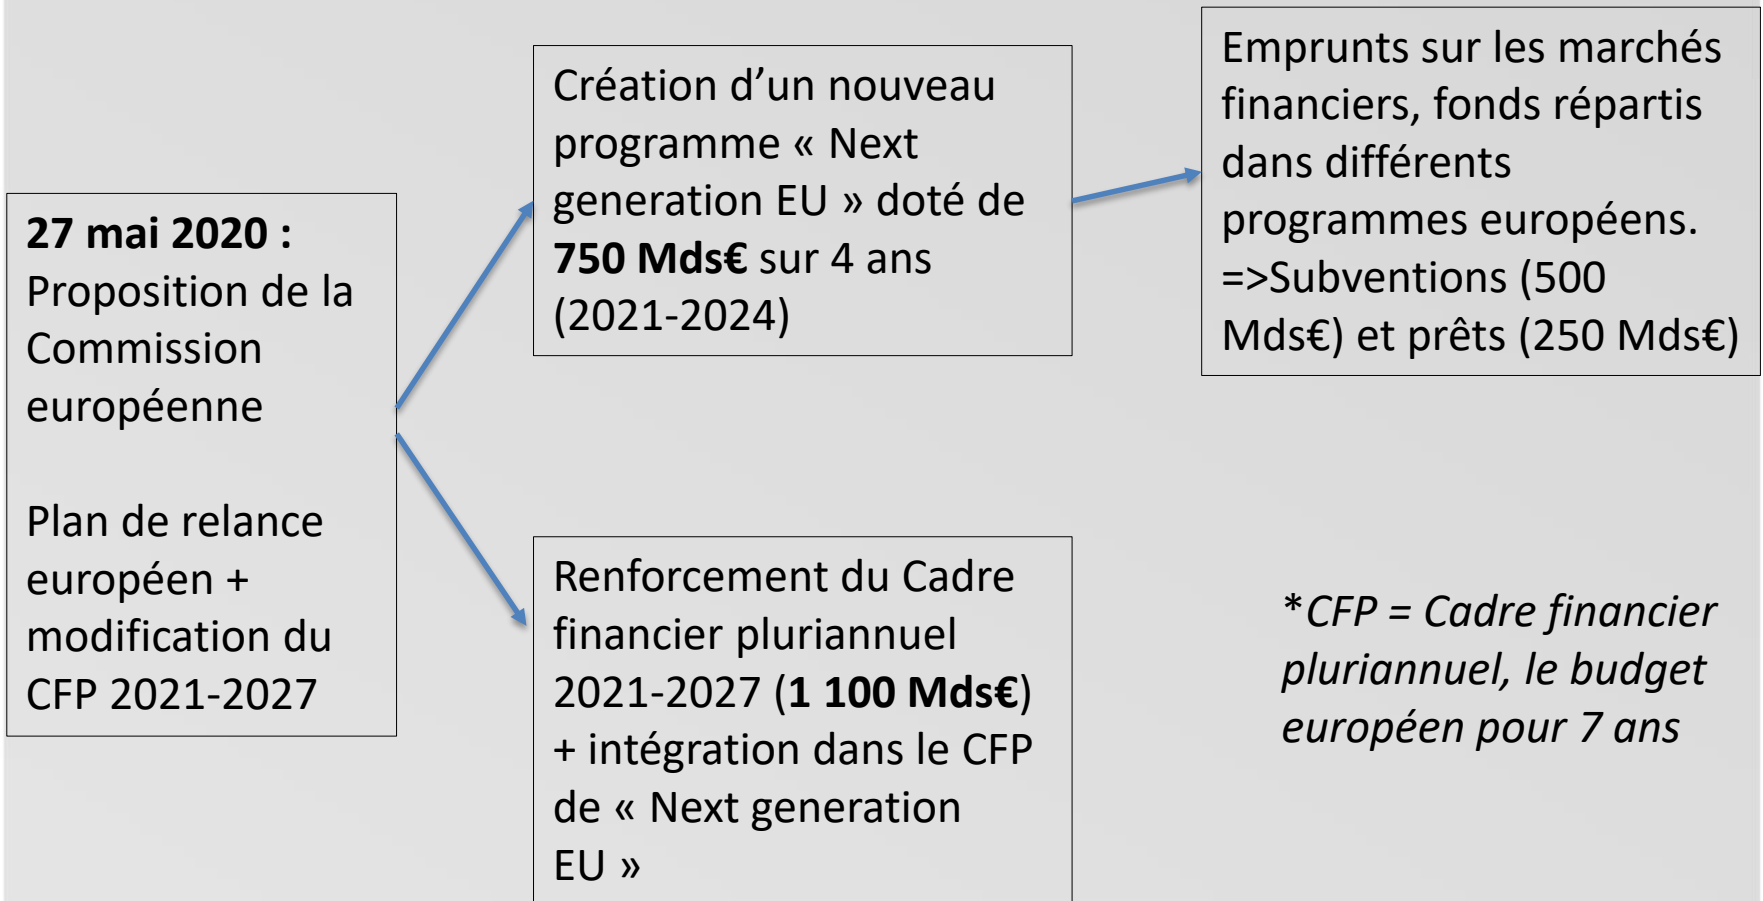 27 mai 2020 :
Proposition de la
Commission
européenne
Plan de relance
européen +
modification du
CFP 2021-2027
Création d’un nouveau
programme « Next
generation EU » doté de
750 Mds€ sur 4 ans
(2021-2024)
Emprunts sur les marchés
financiers, fonds répartis
dans différents
programmes européens.
=>Subventions (500
Mds€) et prêts (250 Mds€)
Renforcement du Cadre
financier pluriannuel
2021-2027 (1 100 Mds€)
+ intégration dans le CFP
de « Next generation
EU »
*CFP = Cadre financier
pluriannuel, le budget
européen pour 7 ans